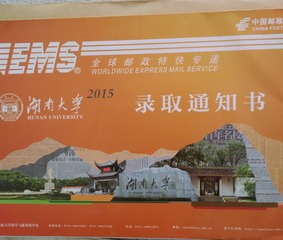 中国邮政
CHINA POST
EMS®
全球邮政特快专递
WORLDWIDE EXPRESS MAIL SERVICE
湖南大学
HUNAN UNIVERSITY
2015
录取通知书
湖南大学